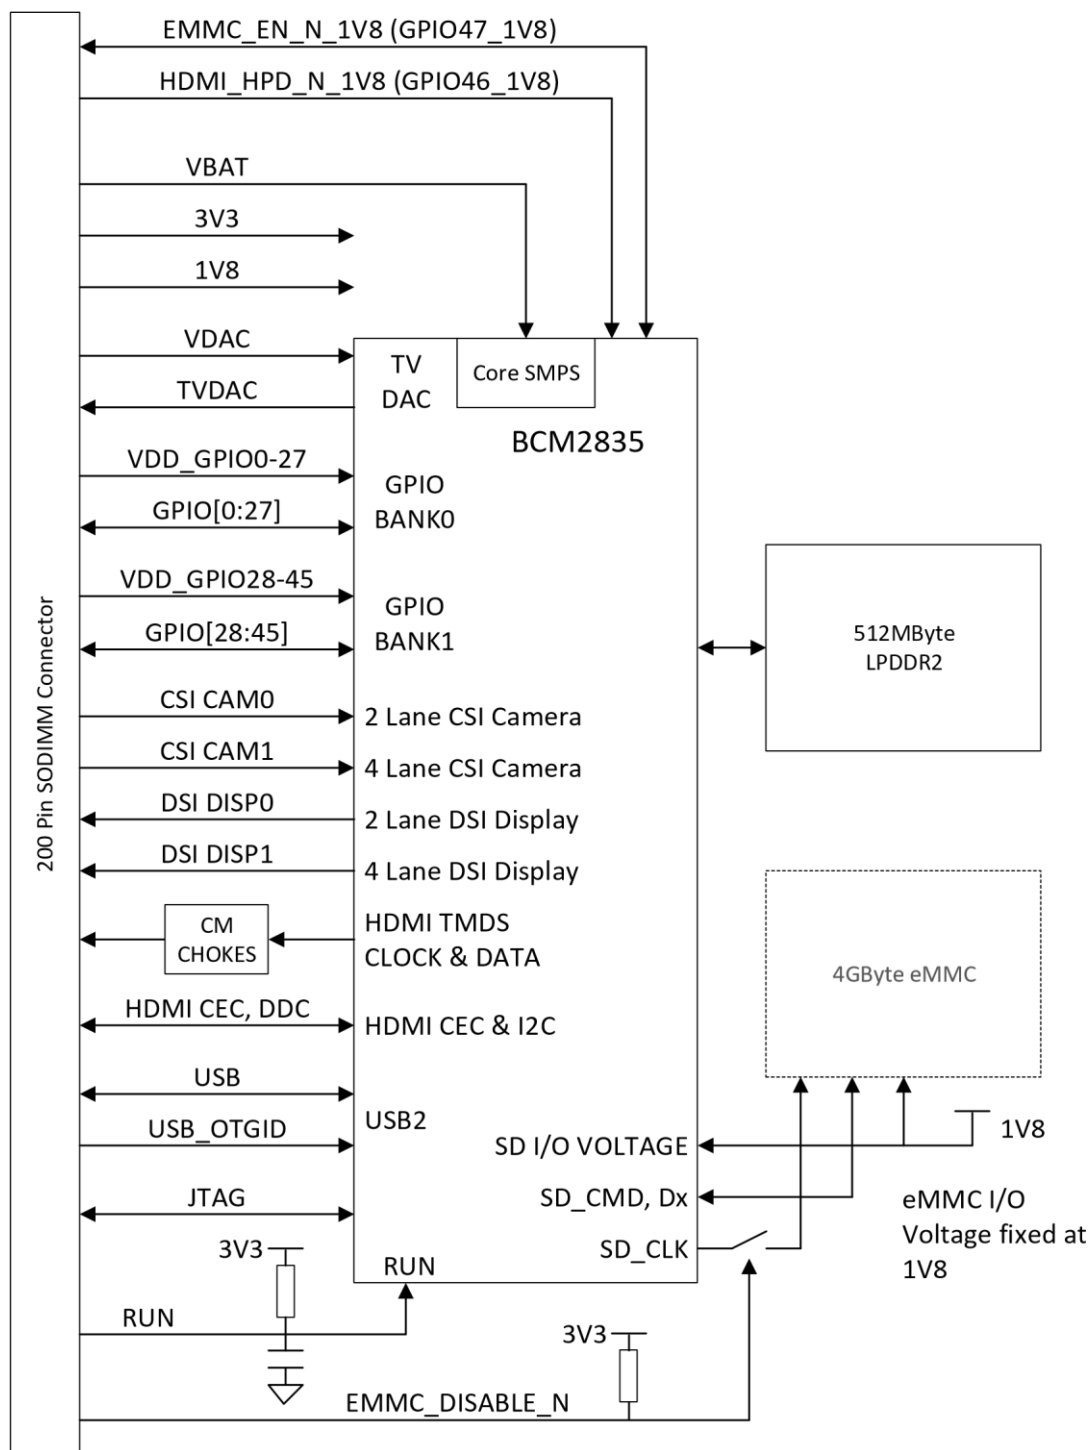 EMMC_EN_N_1V8 (GPIO47_1V8)
HDMI_HPD_N_1V8 (GPIO46_1V8)
VBAT
3V3
1V8
VDAC
TV
DAC
Core SMPS
TVDAC
BCM2835
VDD_GPIO0-27
GPIO
BANK0
GPIO[0:27]
VDD_GPIO28-45
GPIO
BANK1
GPIO[28:45]
512MByte
LPDDR2
200 Pin SODIMM Connector
CSI CAM0
2 Lane CSI Camera
CSI CAM1
4 Lane CSI Camera
DSI DISP0
2 Lane DSI Display
DSI DISP1
4 Lane DSI Display
CM
CHOKES
HDMI TMDS
CLOCK & DATA
4GByte eMMC
HDMI CEC, DDC
HDMI CEC & I2C
USB
USB2
USB_OTGID
SD I/O VOLTAGE
1V8
JTAG
SD_CMD, Dx
eMMC I/O
Voltage fixed at
1V8
SD_CLK
3V3
RUN
RUN
3V3
EMMC_DISABLE_N